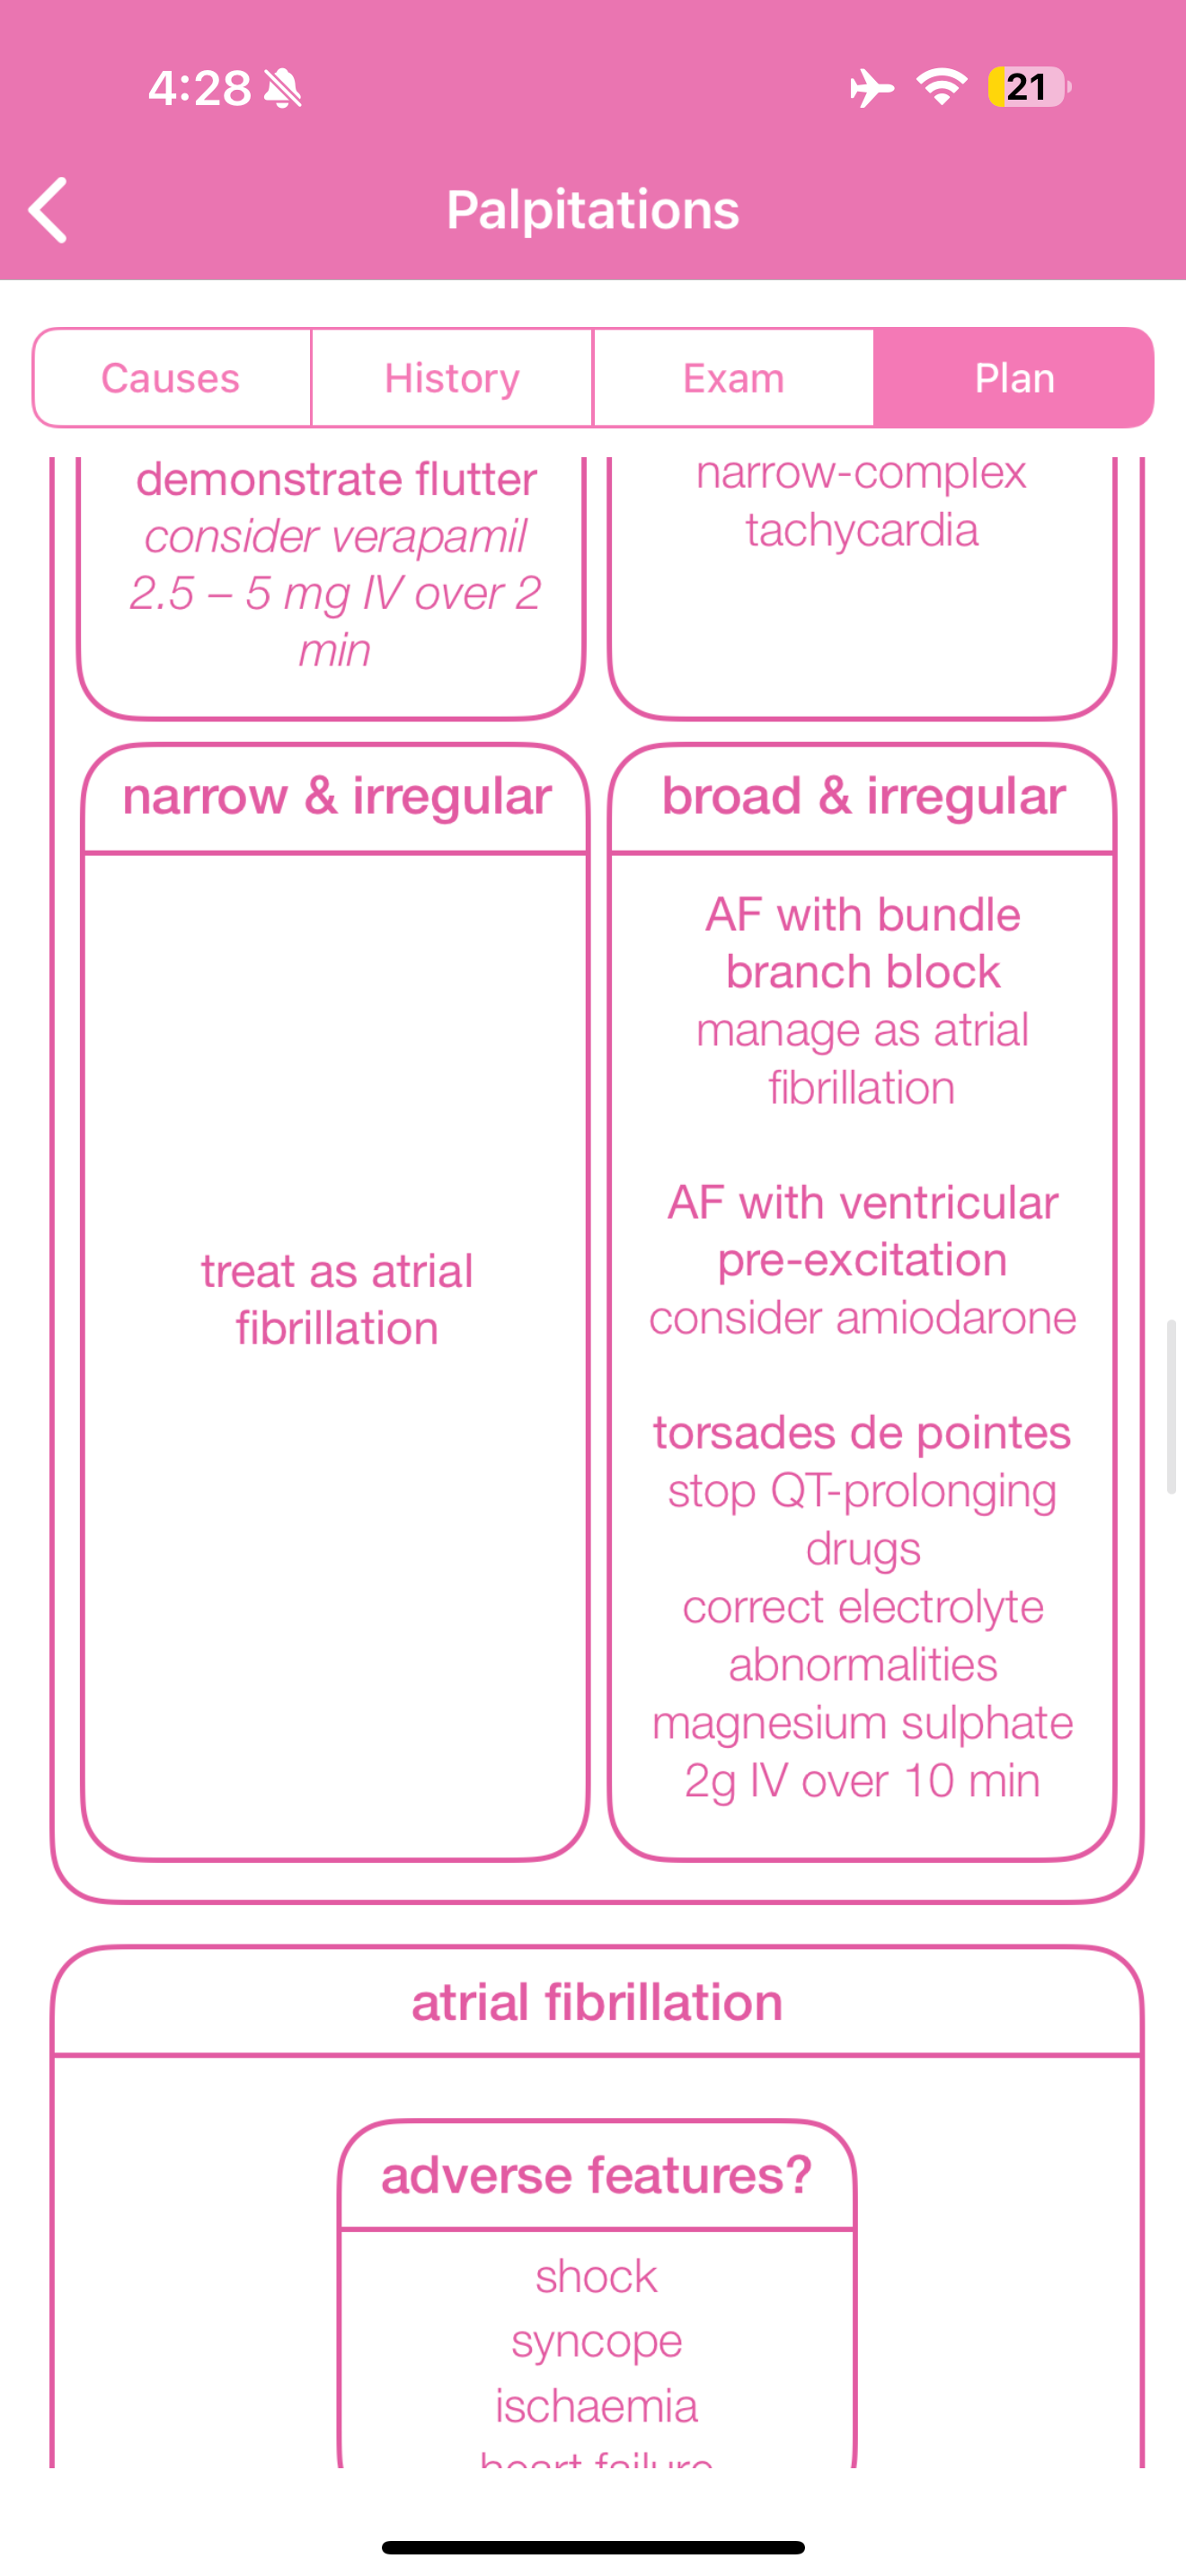 4:28
21
Palpitations
Causes
History
Exam
Plan
demonstrate flutter
consider verapamil
2.5 – 5 mg IV over 2
min
narrow-complex
tachycardia
narrow & irregular
treat as atrial
fibrillation
broad & irregular
AF with bundle
branch block
manage as atrial
fibrillation
AF with ventricular
pre-excitation
consider amiodarone
torsades de pointes
stop QT-prolonging
drugs
correct electrolyte
abnormalities
magnesium sulphate
2g IV over 10 min
atrial fibrillation
adverse features?
shock
syncope
ischaemia
heart failure